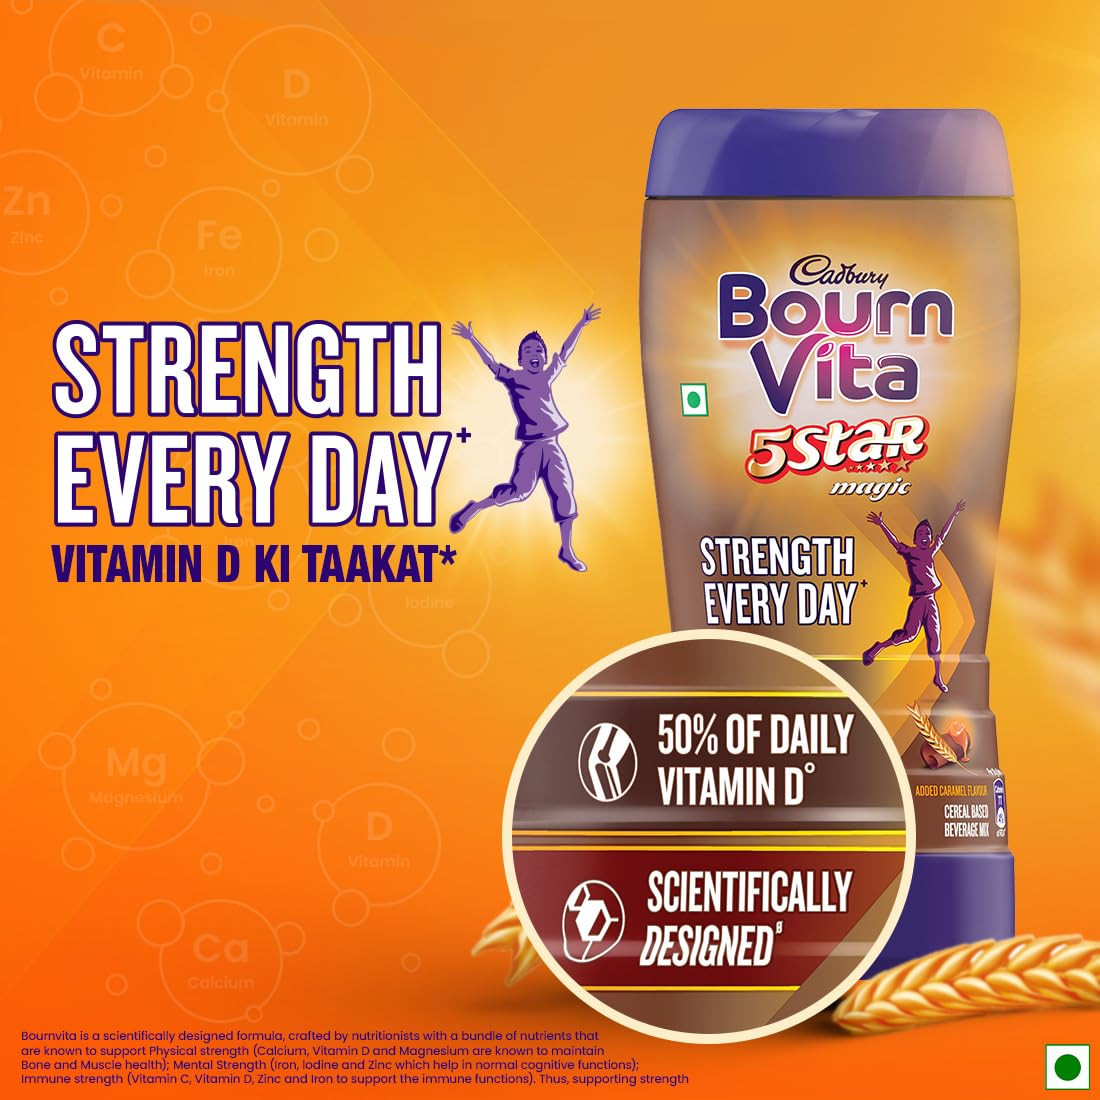 C
Vitamin
D
Vitamin
Zn
Zinc
Fe
Iron
STRENGTH
EVERY DAY+
VITAMIN D KI TAAKAT*
Iron
Iodine
Mg
Magnesium
D
Vitamin
Ca
Calcium
Cadbury
Bourn
Vita
5Star
magic
STRENGTH
EVERY DAY+
50% OF DAILY
VITAMIN D°
SCIENTIFICALLY
DESIGNED
ADDED CARAMEL FLAVOUR
CEREAL BASED
BEVERAGE MIX
Bournvita is a scientifically designed formula, crafted by nutritionists with a bundle of nutrients that
are known to support Physical strength (Calcium, Vitamin D and Magnesium are known to maintain
Bone and Muscle health); Mental Strength (Iron, Iodine and Zinc which help in normal cognitive functions);
Immune strength (Vitamin C, Vitamin D, Zinc and Iron to support the immune functions). Thus, supporting strength